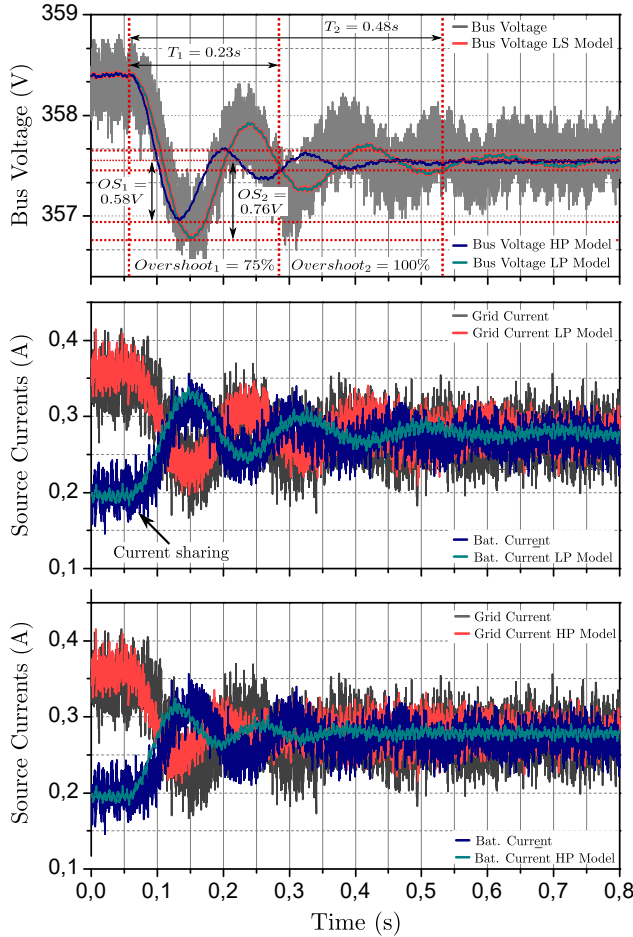 359
358
357
Bus Voltage (V)
T₂ = 0.48s
T₁ = 0.23s
Bus Voltage
Bus Voltage LS Model
OS₁ =
0.58V
OS₂ =
0.76V
Overshoot₁ = 75%
Overshoot₂ = 100%
Bus Voltage HP Model
Bus Voltage LP Model
0,4
0,3
0,2
0,1
Source Currents (A)
Grid Current
Grid Current LP Model
Current sharing
Bat. Current
Bat. Current LP Model
0,4
0,3
0,2
0,1
Source Currents (A)
Grid Current
Grid Current HP Model
Bat. Current
Bat. Current HP Model
0,0 0,1 0,2 0,3 0,4 0,5 0,6 0,7 0,8
Time (s)